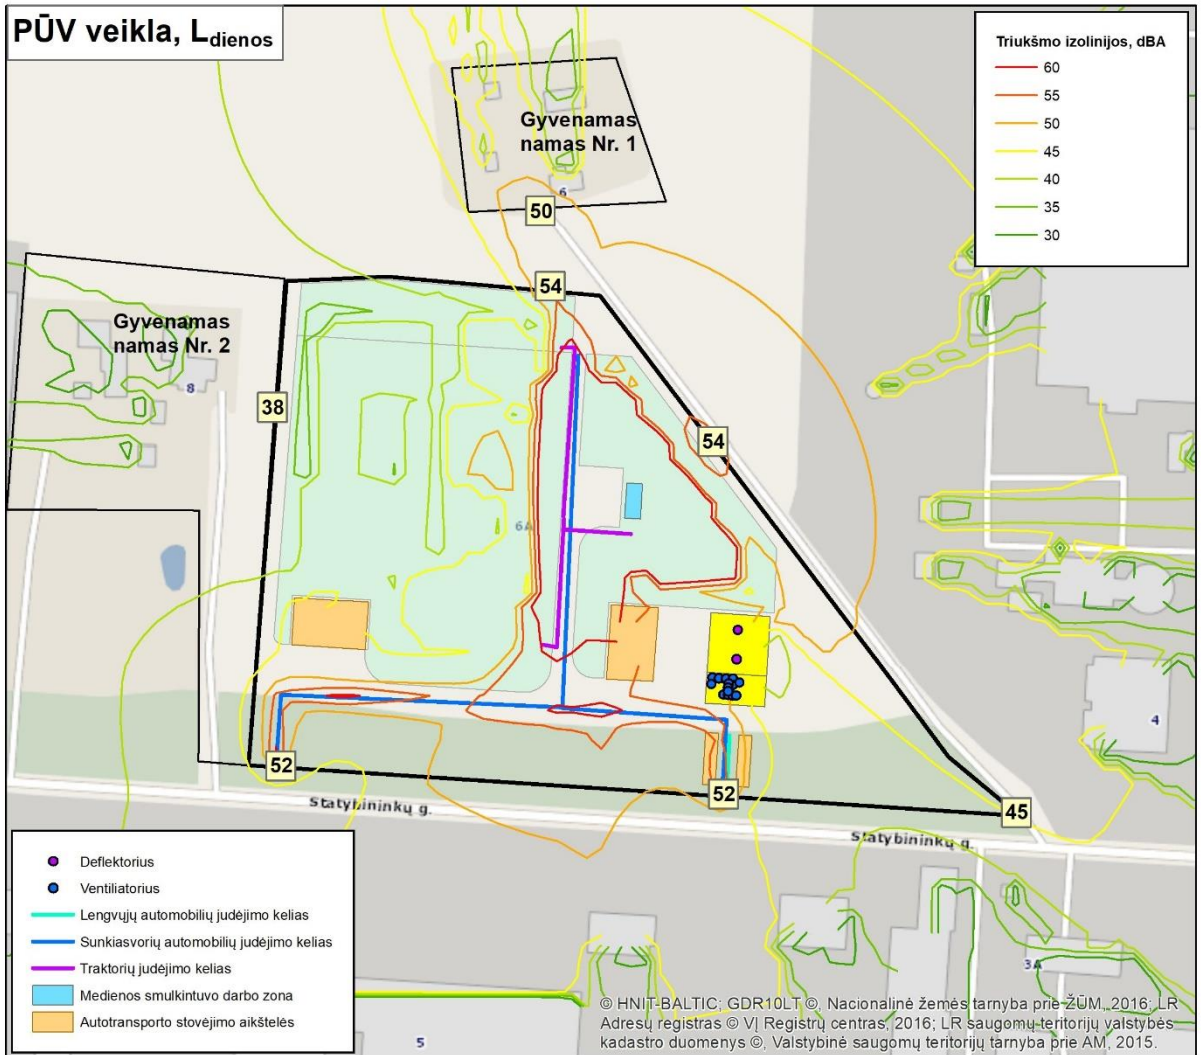 PŪV veikla, Ldienos
Triukšmo izolinijos, dBA
60
55
50
45
40
35
30
Gyvenamas
namas Nr. 1
6
50
54
Gyvenamas
namas Nr. 2
8
38
54
6A
4
52
52
45
Statybininkų g.
Statybininkų g.
Deflektorius
Ventiliatorius
Lengvųjų automobilių judėjimo kelias
Sunkiasvorių automobilių judėjimo kelias
Traktorių judėjimo kelias
Medienos smulkintuvo darbo zona
Autotransporto stovėjimo aikštelės
3A
5
© HNIT-BALTIC; GDR10LT ©, Nacionalinė žemės tarnyba prie ŽŪM, 2016; LR
Adresų registras © VĮ Registrų centras, 2016; LR saugomų teritorijų valstybės
kadastro duomenys ©, Valstybinė saugomų teritorijų tarnyba prie AM, 2015.